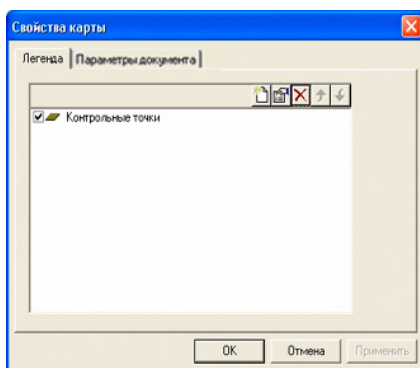 Свойства карты
Легенда Параметры документа
Контрольные точки
OK Отмена Применить